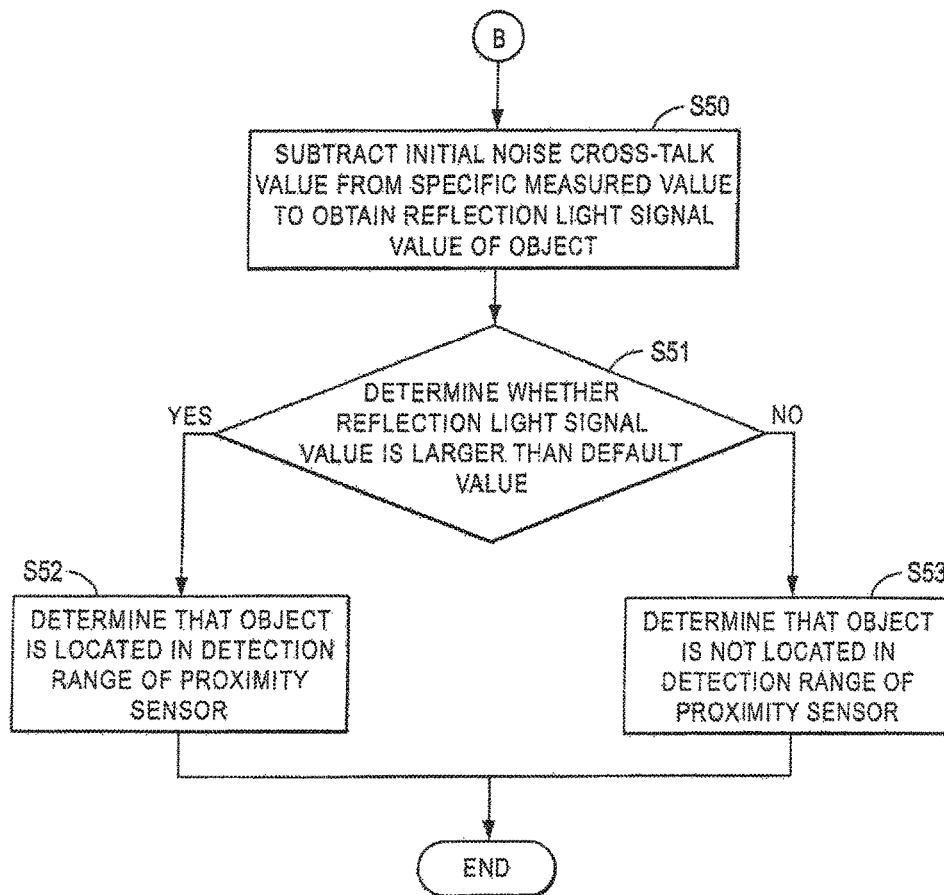 B
S50
SUBTRACT INITIAL NOISE CROSS-TALK
VALUE FROM SPECIFIC MEASURED VALUE
TO OBTAIN REFLECTION LIGHT SIGNAL
VALUE OF OBJECT
S51
DETERMINE WHETHER
REFLECTION LIGHT SIGNAL
VALUE IS LARGER THAN DEFAULT
VALUE
YES
NO
S52
DETERMINE THAT OBJECT
IS LOCATED IN DETECTION
RANGE OF PROXIMITY
SENSOR
S53
DETERMINE THAT OBJECT
IS NOT LOCATED IN
DETECTION RANGE OF
PROXIMITY SENSOR
END